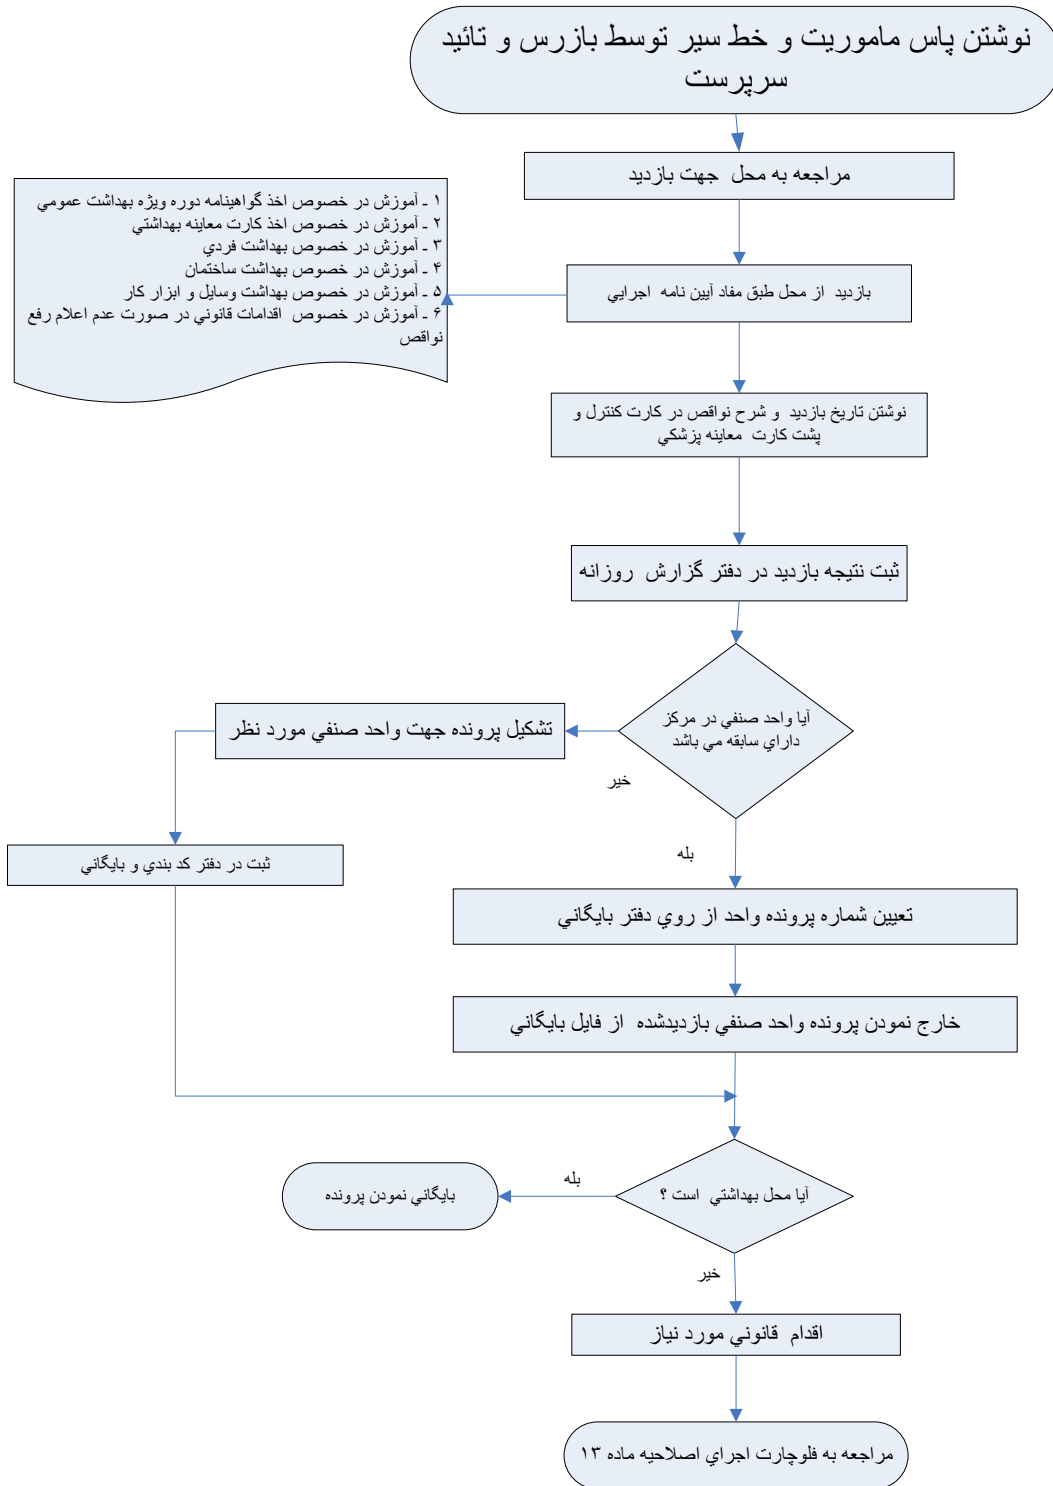 نوشتن پاس ماموريت و خط سير توسط بازرس و تائيد
سرپرست
مراجعه به محل جهت بازديد
بازديد از محل طبق مفاد آيين نامه اجرايي
۱ ـ آموزش در خصوص اخذ گواهينامه دوره ويژه بهداشت عمومي
۲ ـ آموزش در خصوص اخذ كارت معاينه بهداشتي
۳ ـ آموزش در خصوص بهداشت فردي
۴ ـ آموزش در خصوص بهداشت ساختمان
۵ ـ آموزش در خصوص بهداشت وسايل و ابزار كار
۶ ـ آموزش در خصوص اقدامات قانوني در صورت عدم اعلام رفع
نواقص
نوشتن تاريخ بازديد و شرح نواقص در كارت كنترل و
پشت كارت معاينه پزشكي
ثبت نتيجه بازديد در دفتر گزارش روزانه
آيا واحد صنفي در مركز
داراي سابقه مي باشد
خير
تشكيل پرونده جهت واحد صنفي مورد نظر
ثبت در دفتر كد بندي و بايگاني
بله
تعيين شماره پرونده واحد از روي دفتر بايگاني
خارج نمودن پرونده واحد صنفي بازديدشده از فايل بايگاني
آيا محل بهداشتي است ؟
بله
بايگاني نمودن پرونده
خير
اقدام قانوني مورد نياز
مراجعه به فلوچارت اجراي اصلاحيه ماده ۱۳